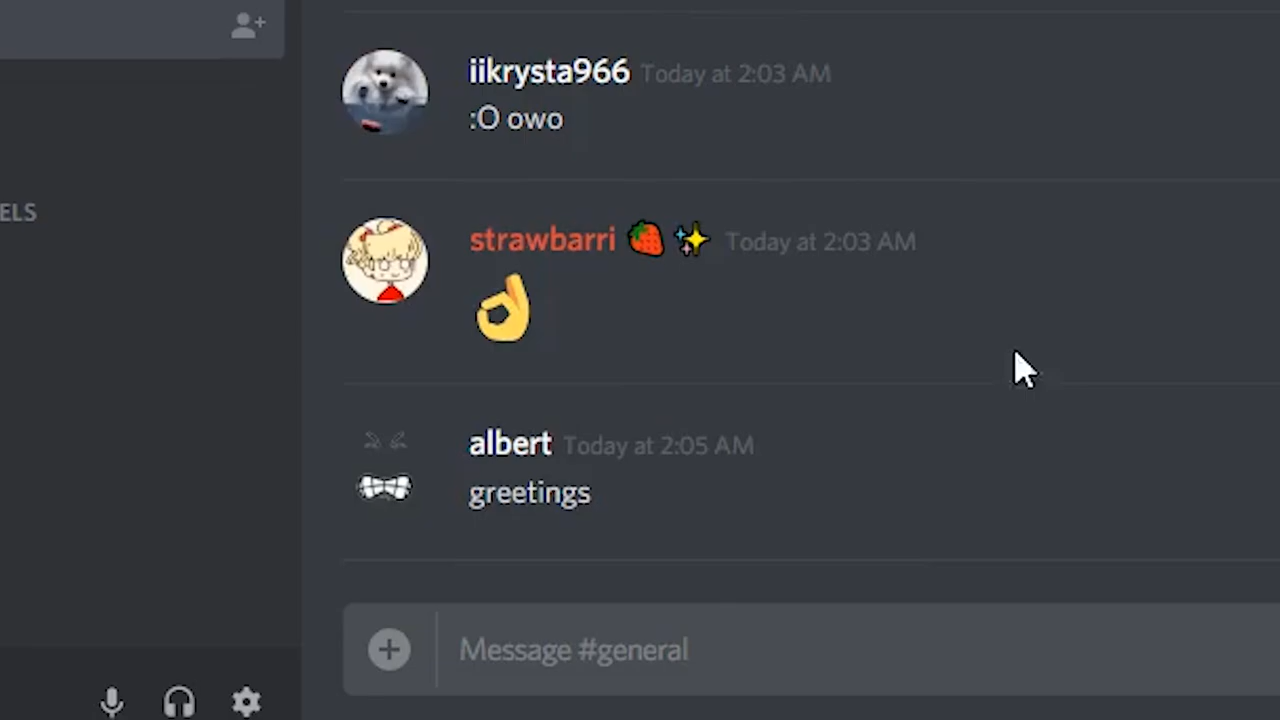 iikrysta966 Today at 2:03 AM
:O owo
ELS
strawbarri 🍓 ✨ Today at 2:03 AM
👌
albert Today at 2:05 AM
greetings
Message #general